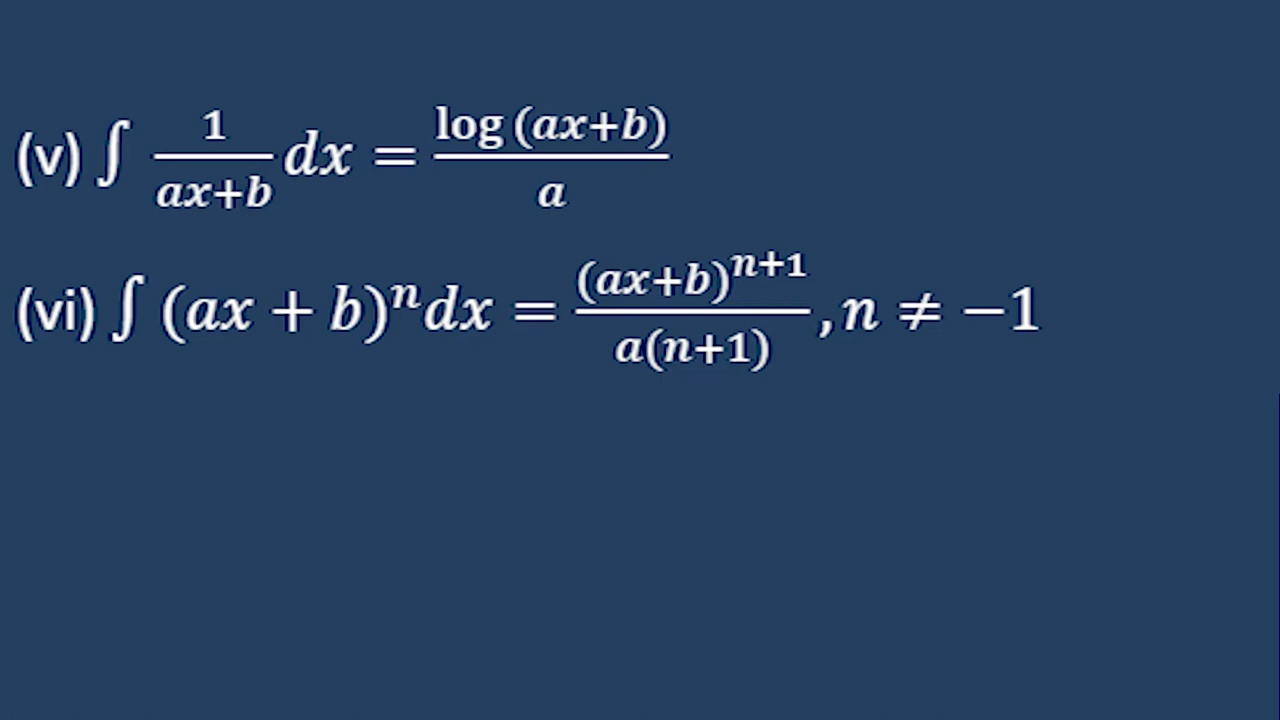 (v) ∫ 1/(ax+b) dx = log (ax+b)/a
(vi) ∫ (ax + b)^n dx = (ax+b)^(n+1)/a(n+1) , n ≠ −1